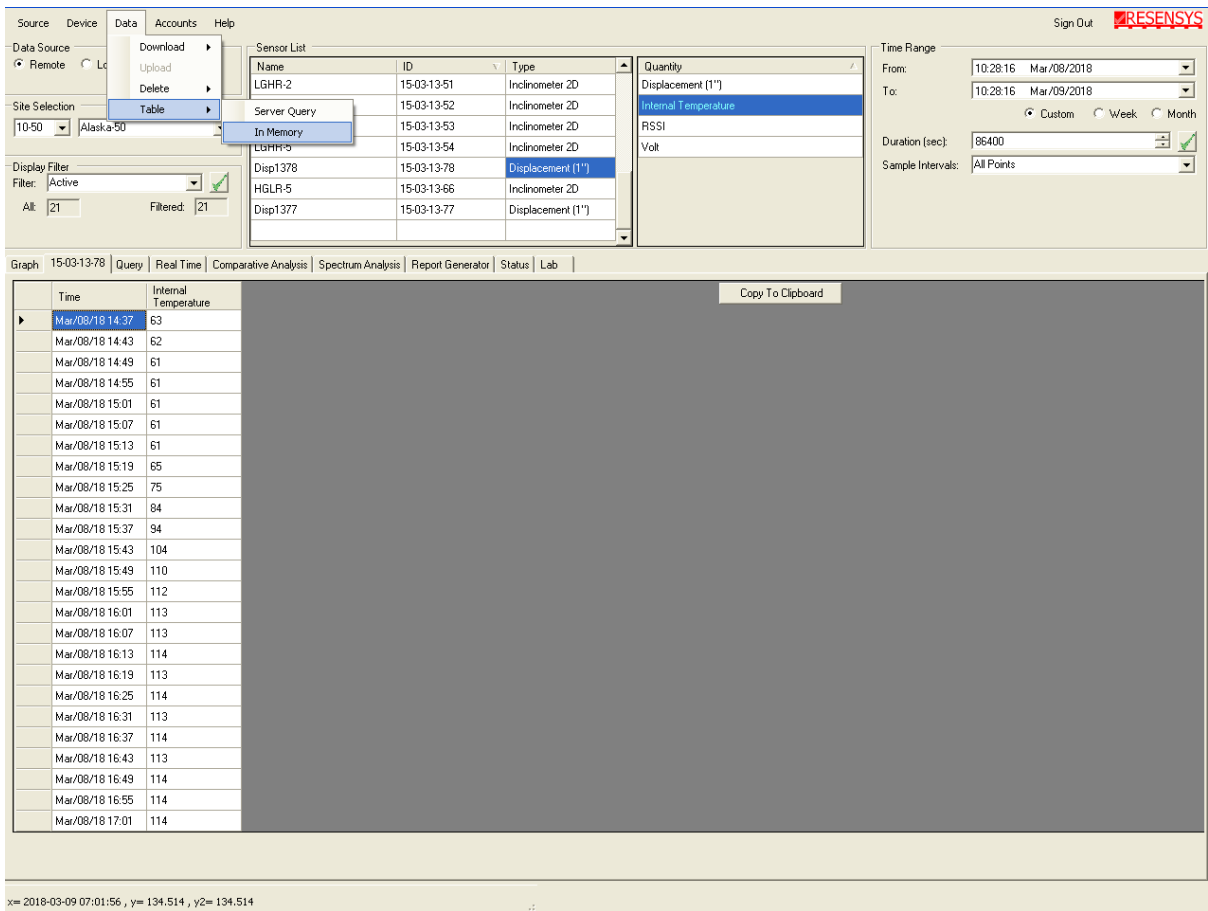 Source Device Data Accounts Help Sign Out RESENSYS
Data Source
Remote
Download
Upload
Delete
Table
Server Query
In Memory
Site Selection
10-50 Alaska-50
Display Filter
Filter: Active
All: 21 Filtered: 21
Sensor List
Name ID Type
LGHR-2 15-03-13-51 Inclinometer 2D
15-03-13-52 Inclinometer 2D
15-03-13-53 Inclinometer 2D
LGHR-5 15-03-13-54 Inclinometer 2D
Disp1378 15-03-13-78 Displacement (1")
HGLR-5 15-03-13-66 Inclinometer 2D
Disp1377 15-03-13-77 Displacement (1")
Quantity
Displacement (1")
Internal Temperature
RSSI
Volt
Time Range
From: 10:28:16 Mar/08/2018
To: 10:28:16 Mar/09/2018
Custom Week Month
Duration (sec): 86400
Sample Intervals: All Points
Graph 15-03-13-78 Query Real Time Comparative Analysis Spectrum Analysis Report Generator Status Lab
Time Internal Temperature
Copy To Clipboard
Mar/08/18 14:37 63
Mar/08/18 14:43 62
Mar/08/18 14:49 61
Mar/08/18 14:55 61
Mar/08/18 15:01 61
Mar/08/18 15:07 61
Mar/08/18 15:13 61
Mar/08/18 15:19 65
Mar/08/18 15:25 75
Mar/08/18 15:31 84
Mar/08/18 15:37 94
Mar/08/18 15:43 104
Mar/08/18 15:49 110
Mar/08/18 15:55 112
Mar/08/18 16:01 113
Mar/08/18 16:07 113
Mar/08/18 16:13 114
Mar/08/18 16:19 113
Mar/08/18 16:25 114
Mar/08/18 16:31 113
Mar/08/18 16:37 114
Mar/08/18 16:43 113
Mar/08/18 16:49 114
Mar/08/18 16:55 114
Mar/08/18 17:01 114
x= 2018-03-09 07:01:56 , y= 134.514 , y2= 134.514